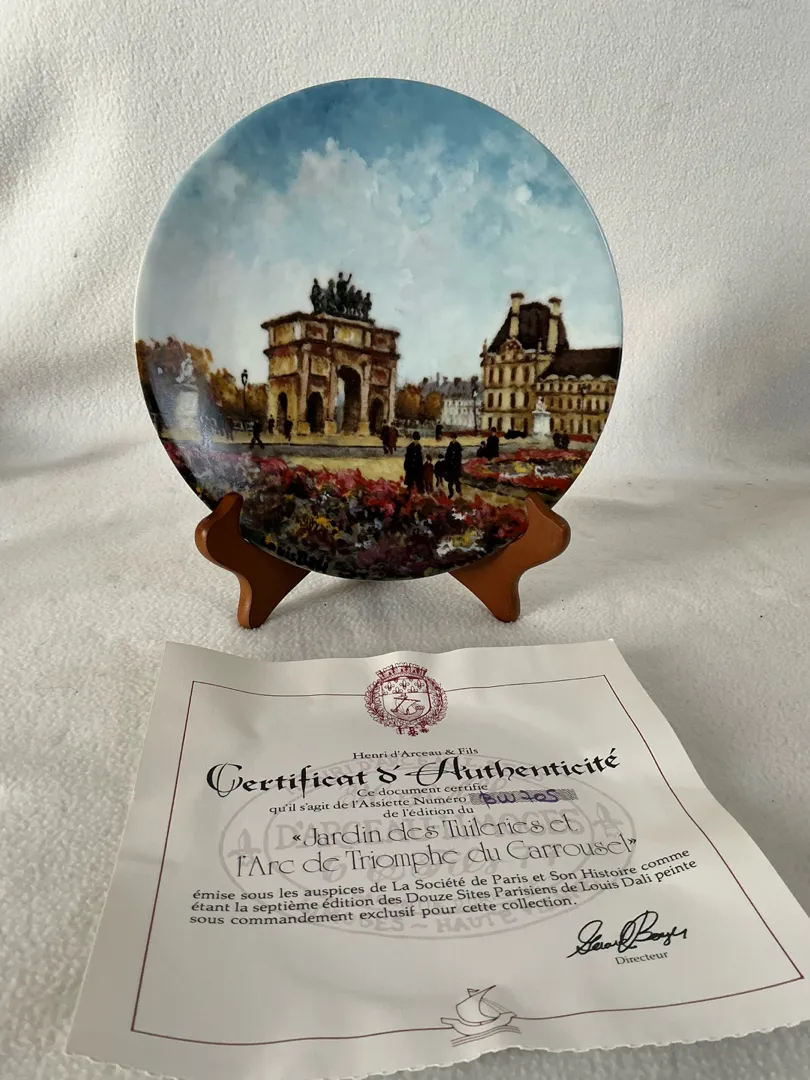 Henri d'Arceau & Fils
Certificat d'Authenticité
Ce document certifie
qu'il s'agit de l'Assiette Numéro BW705
de l'édition du
«Jardin des Tuileries et
l'Arc de Triomphe du Carrousel»
émise sous les auspices de La Société de Paris et Son Histoire comme
étant la septième édition des Douze Sites Parisiens de Louis Dali peinte
sous commandement exclusif pour cette collection.
Directeur